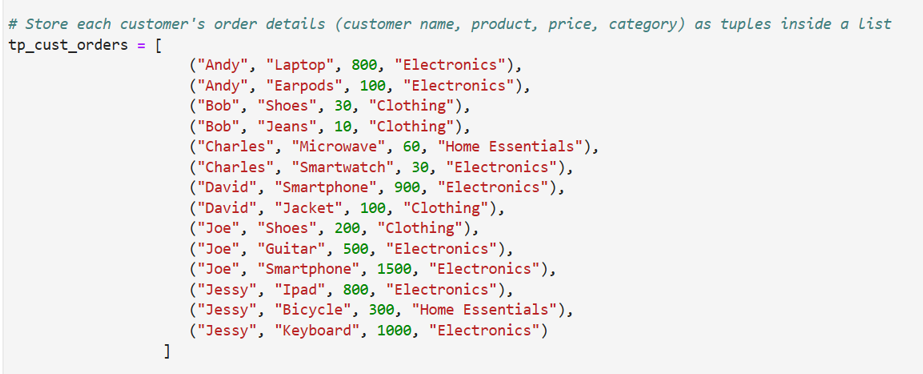 # Store each customer's order details (customer name, product, price, category) as tuples inside a list
tp_cust_orders = [
("Andy", "Laptop", 800, "Electronics"),
("Andy", "Earpods", 100, "Electronics"),
("Bob", "Shoes", 30, "Clothing"),
("Bob", "Jeans", 10, "Clothing"),
("Charles", "Microwave", 60, "Home Essentials"),
("Charles", "Smartwatch", 30, "Electronics"),
("David", "Smartphone", 900, "Electronics"),
("David", "Jacket", 100, "Clothing"),
("Joe", "Shoes", 200, "Clothing"),
("Joe", "Guitar", 500, "Electronics"),
("Joe", "Smartphone", 1500, "Electronics"),
("Jessy", "Ipad", 800, "Electronics"),
("Jessy", "Bicycle", 300, "Home Essentials"),
("Jessy", "Keyboard", 1000, "Electronics")
]